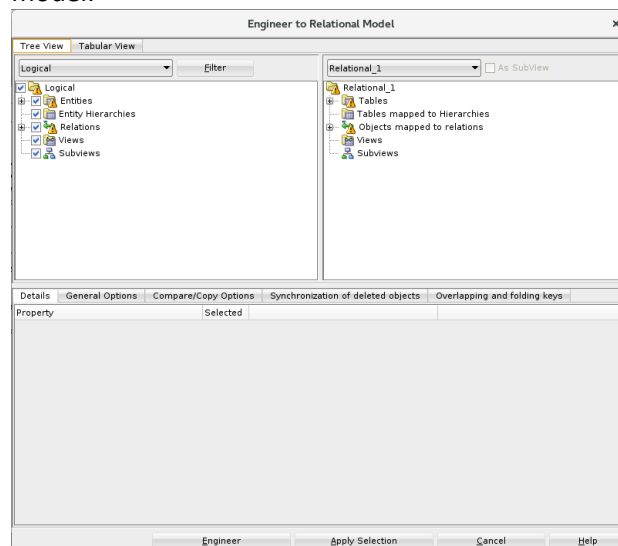 Engineer to Relational Model
Tree View Tabular View
Logical Filter Relational_1 As SubView
Logical Relational_1
Entities Tables
Entity Hierarchies Tables mapped to Hierarchies
Relations Objects mapped to relations
Views Views
Subviews Subviews
Details General Options Compare/Copy Options Synchronization of deleted objects Overlapping and folding keys
Property Selected
Engineer Apply Selection Cancel Help